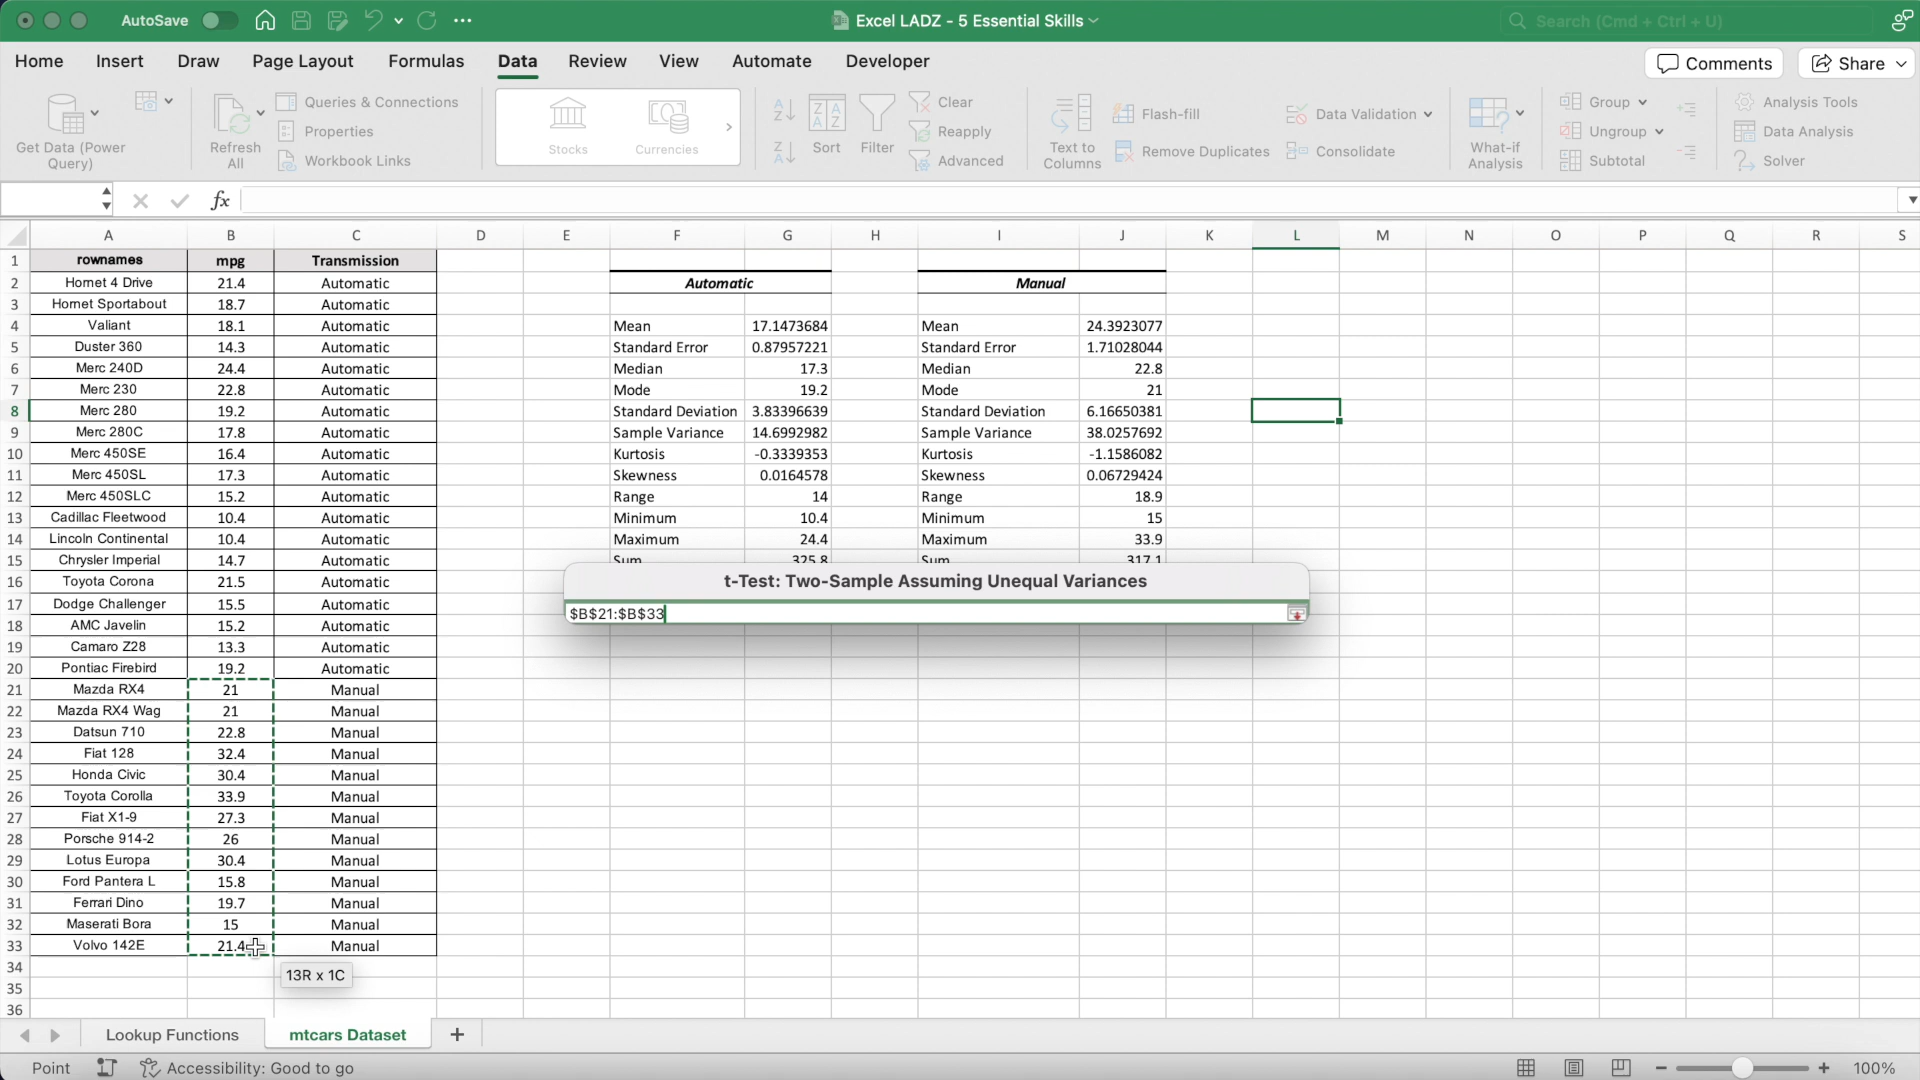 AutoSave
Excel LADZ - 5 Essential Skills
Search (Cmd + Ctrl + U)
Home Insert Draw Page Layout Formulas Data Review View Automate Developer
Comments Share
Get Data (Power Query)
Refresh All
Queries & Connections
Properties
Workbook Links
Stocks Currencies
Sort Filter
Clear
Reapply
Advanced
Text to Columns
Flash-fill
Remove Duplicates
Data Validation
Consolidate
What-if Analysis
Group
Ungroup
Subtotal
Analysis Tools
Data Analysis
Solver
fx
A B C D E F G H I J K L M N O P Q R S
1 rownames mpg Transmission
2 Hornet 4 Drive 21.4 Automatic Automatic Manual
3 Hornet Sportabout 18.7 Automatic
4 Valiant 18.1 Automatic Mean 17.1473684 Mean 24.3923077
5 Duster 360 14.3 Automatic Standard Error 0.87957221 Standard Error 1.71028044
6 Merc 240D 24.4 Automatic Median 17.3 Median 22.8
7 Merc 230 22.8 Automatic Mode 19.2 Mode 21
8 Merc 280 19.2 Automatic Standard Deviation 3.83396639 Standard Deviation 6.16650381
9 Merc 280C 17.8 Automatic Sample Variance 14.6992982 Sample Variance 38.0257692
10 Merc 450SE 16.4 Automatic Kurtosis -0.3339353 Kurtosis -1.1586082
11 Merc 450SL 17.3 Automatic Skewness 0.0164578 Skewness 0.06729424
12 Merc 450SLC 15.2 Automatic Range 14 Range 18.9
13 Cadillac Fleetwood 10.4 Automatic Minimum 10.4 Minimum 15
14 Lincoln Continental 10.4 Automatic Maximum 24.4 Maximum 33.9
15 Chrysler Imperial 14.7 Automatic Sum 325.8 Sum 317.1
16 Toyota Corona 21.5 Automatic
t-Test: Two-Sample Assuming Unequal Variances
17 Dodge Challenger 15.5 Automatic
$B$21:$B$33
18 AMC Javelin 15.2 Automatic
19 Camaro Z28 13.3 Automatic
20 Pontiac Firebird 19.2 Automatic
21 Mazda RX4 21 Manual
22 Mazda RX4 Wag 21 Manual
23 Datsun 710 22.8 Manual
24 Fiat 128 32.4 Manual
25 Honda Civic 30.4 Manual
26 Toyota Corolla 33.9 Manual
27 Fiat X1-9 27.3 Manual
28 Porsche 914-2 26 Manual
29 Lotus Europa 30.4 Manual
30 Ford Pantera L 15.8 Manual
31 Ferrari Dino 19.7 Manual
32 Maserati Bora 15 Manual
33 Volvo 142E 21.4 Manual
34
13R x 1C
35
36
Lookup Functions mtcars Dataset
Point Accessibility: Good to go 100%